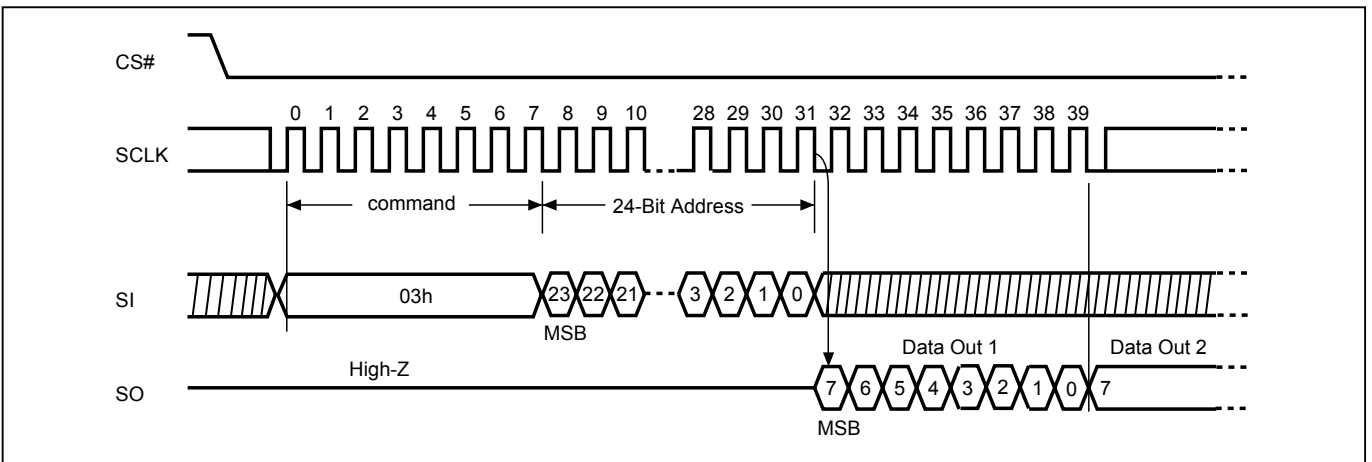 CS#
0 1 2 3 4 5 6 7 8 9 10 28 29 30 31 32 33 34 35 36 37 38 39
SCLK
command 24-Bit Address
SI 03h 23 22 21 3 2 1 0
MSB
Data Out 1 Data Out 2
High-Z
SO 7 6 5 4 3 2 1 0 7
MSB